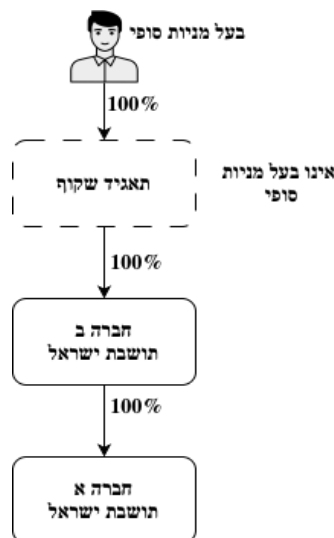 בעל מניות סופי
100%
תאגיד שקוף
אינו בעל מניות
סופי
100%
חברה ב
תושבת ישראל
100%
חברה א
תושבת ישראל